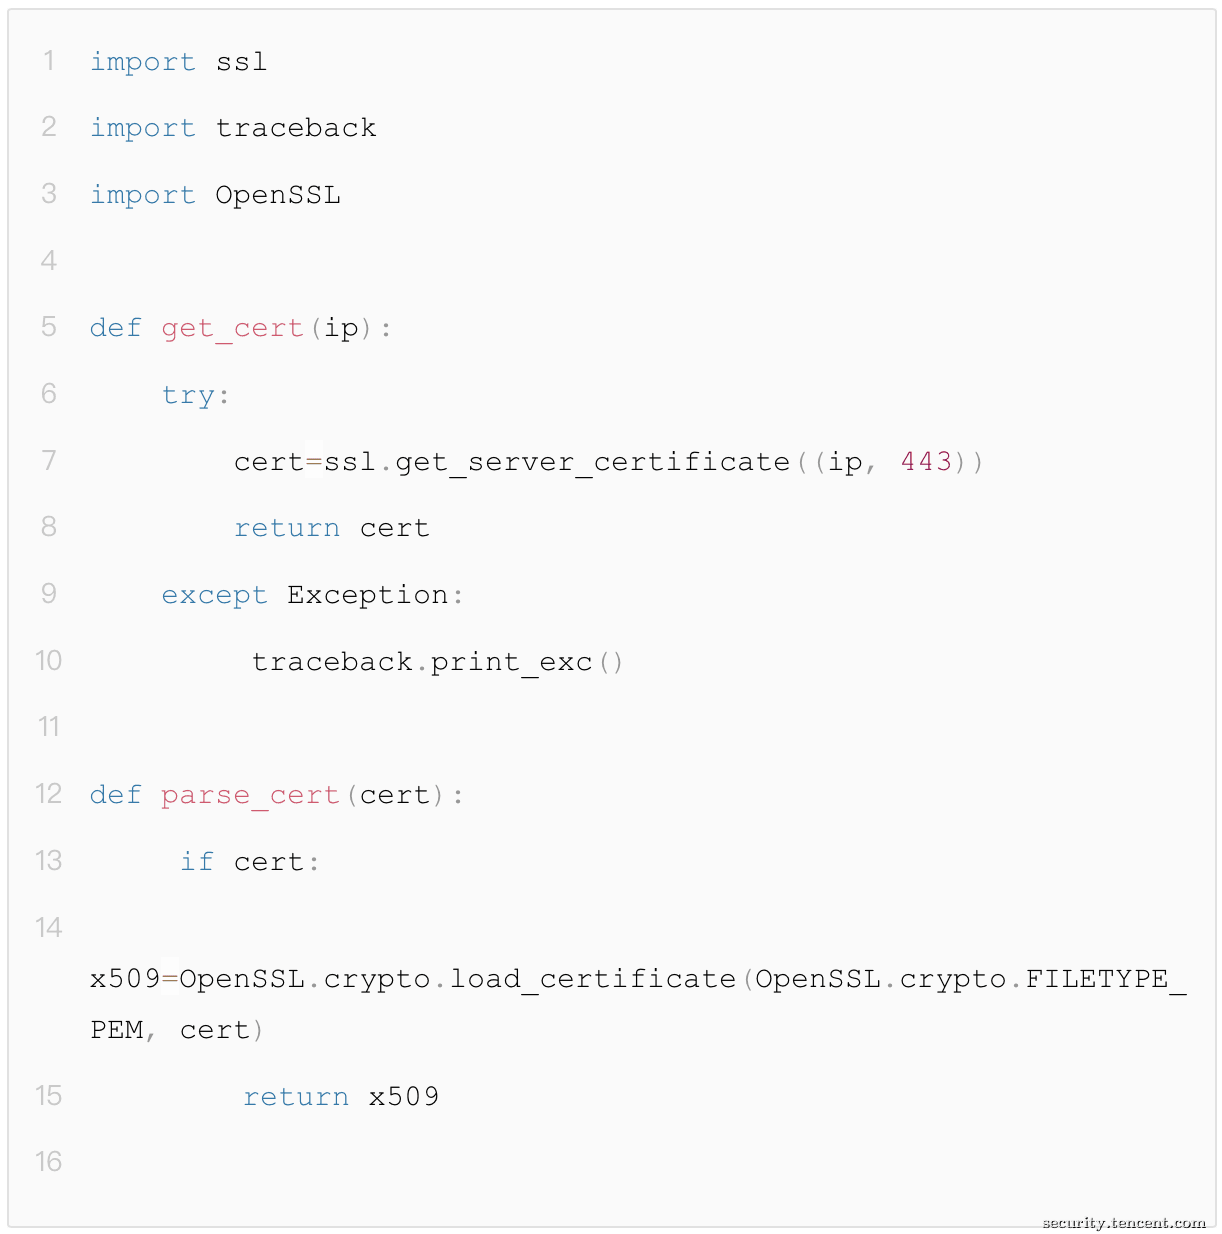 1 import ssl
2 import traceback
3 import OpenSSL
4
5 def get_cert(ip):
6     try:
7         cert=ssl.get_server_certificate((ip, 443))
8         return cert
9     except Exception:
10         traceback.print_exc()
11
12 def parse_cert(cert):
13     if cert:
14
x509=OpenSSL.crypto.load_certificate(OpenSSL.crypto.FILETYPE_
PEM, cert)
15         return x509
16
security.tencent.com